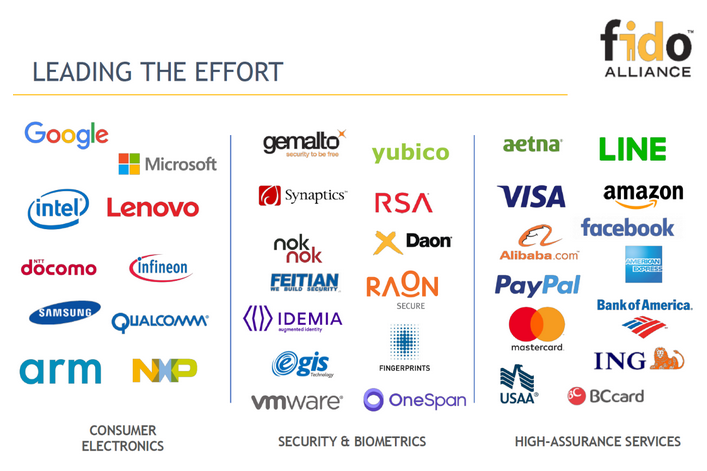 fido™
ALLIANCE
LEADING THE EFFORT
Google
Microsoft
intel®
Lenovo
NTT
döcomo
infineon
SAMSUNG
QUALCOMM®
arm
NXP
CONSUMER
ELECTRONICS
gemalto
security to be free
yubico
Synaptics™
RSA
nok
nok
Daon®
FEITIAN
WE BUILD SECURITY
RAON
SECURE
IDEMIA
augmented identity
FINGERPRINTS
egis
Technology
vmware®
OneSpan
SECURITY & BIOMETRICS
aetna®
LINE
VISA
amazon
facebook
Alibaba.com™
AMERICAN
EXPRESS
PayPal
Bank of America.
mastercard.
ING
USAA®
BCcard
HIGH-ASSURANCE SERVICES